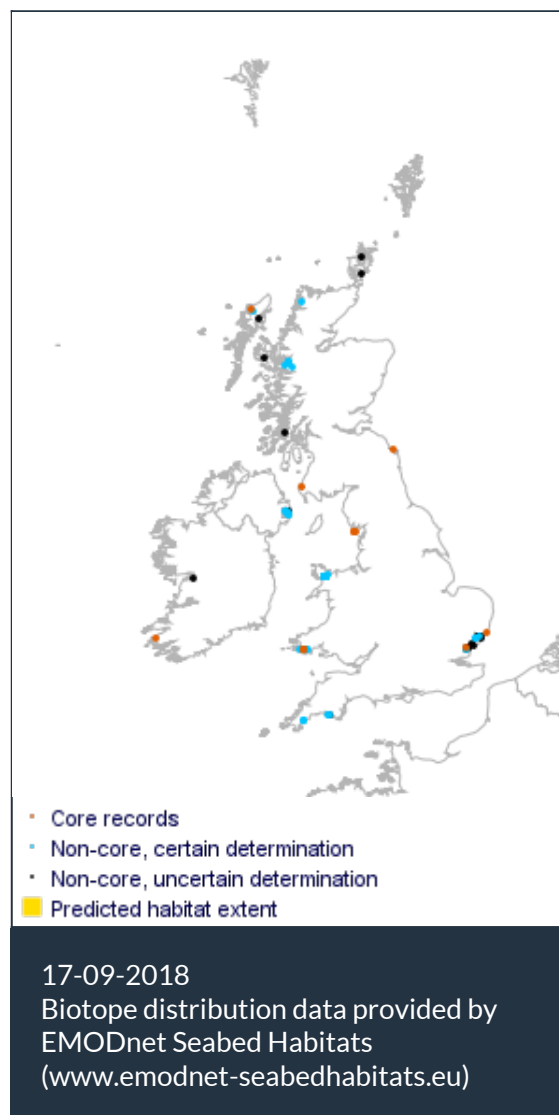 Core records
Non-core, certain determination
Non-core, uncertain determination
Predicted habitat extent
17-09-2018
Biotope distribution data provided by
EMODnet Seabed Habitats
(www.emodnet-seabedhabitats.eu)